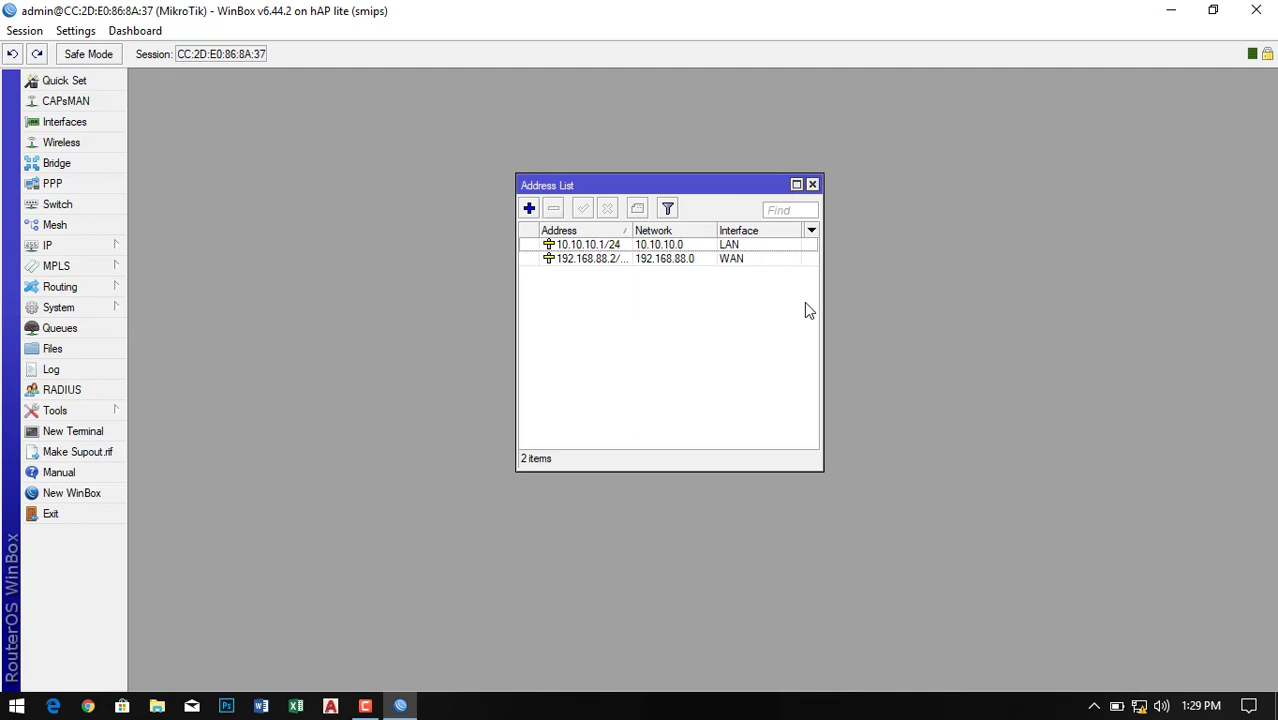 admin@CC:2D:E0:86:8A:37 (MikroTik) - WinBox v6.44.2 on hAP lite (smips)
Session Settings Dashboard
Safe Mode Session: CC:2D:E0:86:8A:37
Quick Set
CAPsMAN
Interfaces
Wireless
Bridge
PPP
Switch
Mesh
IP
MPLS
Routing
System
Queues
Files
Log
RADIUS
Tools
New Terminal
Make Supout.rif
Manual
New WinBox
Exit
RouterOS WinBox
Address List
Find
Address Network Interface
10.10.10.1/24 10.10.10.0 LAN
192.168.88.2/... 192.168.88.0 WAN
2 items
1:29 PM